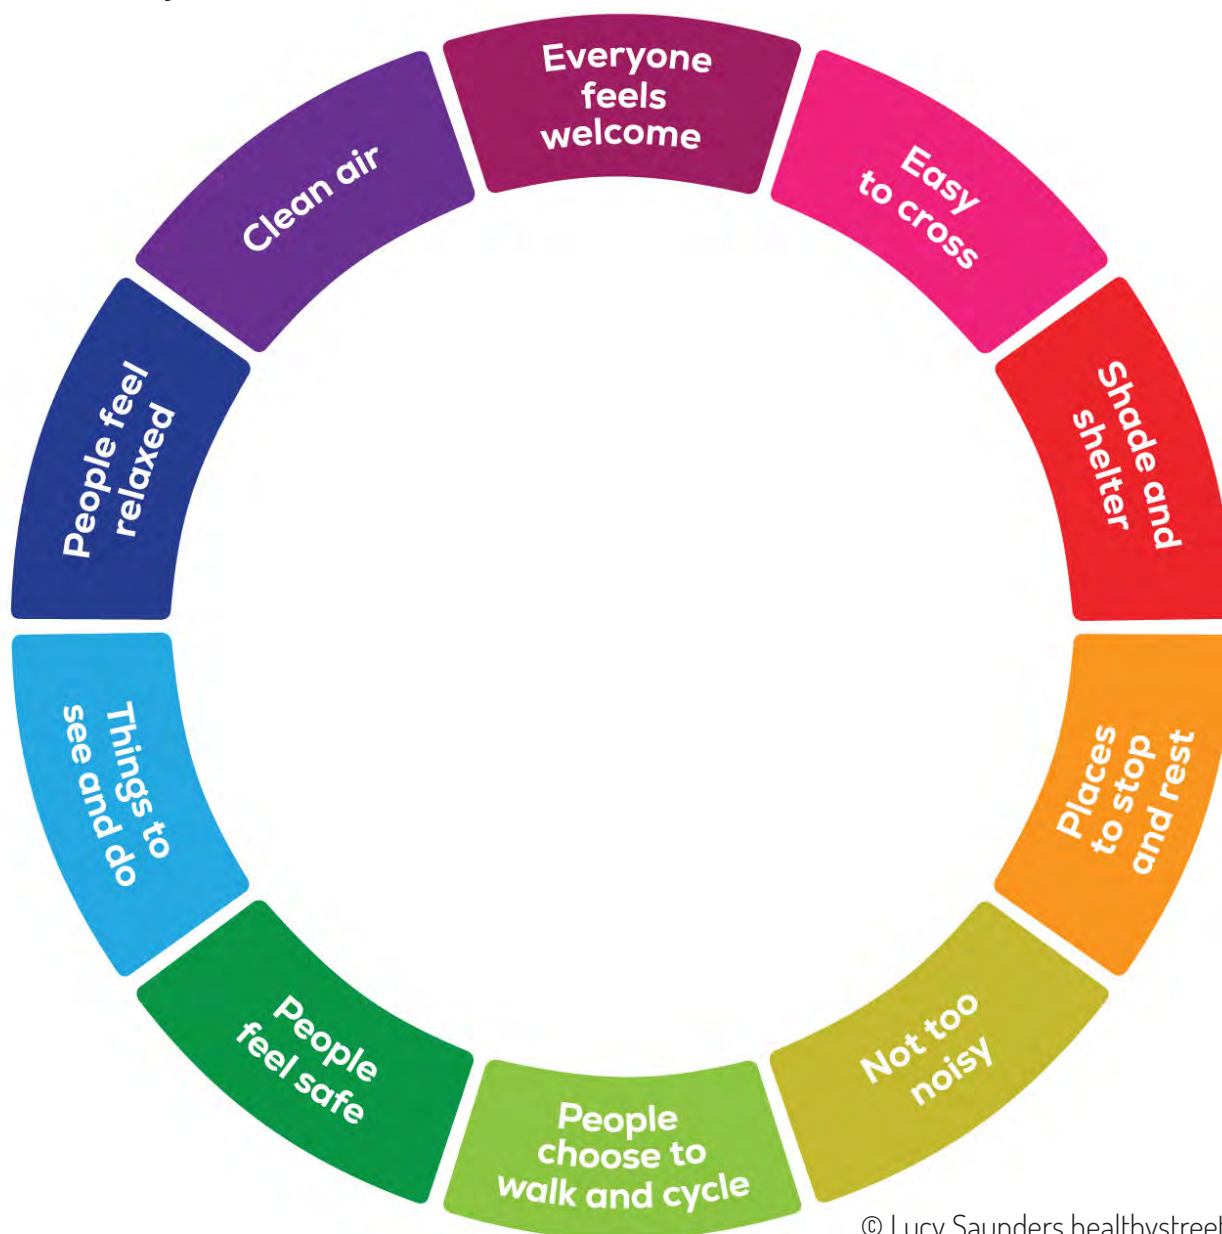 Everyone
feels
welcome
Easy
to cross
Shade and
shelter
Places
to stop
and rest
Not too
noisy
People
choose to
walk and cycle
People
feel safe
Things to
see and do
People feel
relaxed
Clean air
© Lucy Saunders healthystreet